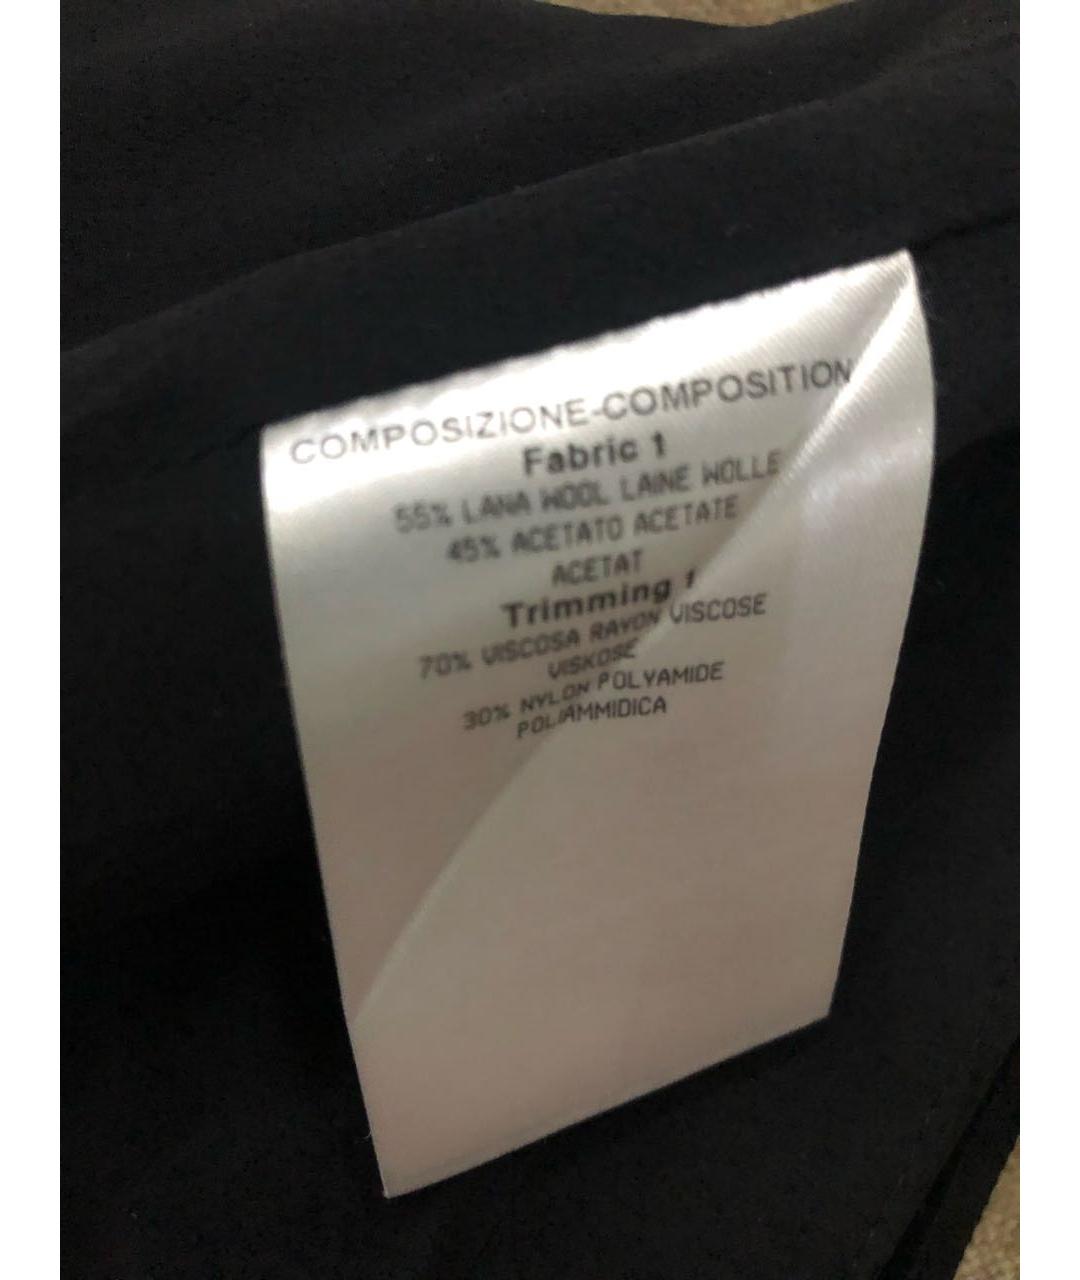 COMPOSIZIONE-COMPOSITION
Fabric 1
55% LANA WOOL LAINE WOLLE
45% ACETATO ACETATE
ACETAT
Trimming 1
70% VISCOSA RAYON VISCOSE
VISKOSE
30% NYLON POLYAMIDE
POLIAMMIDICA